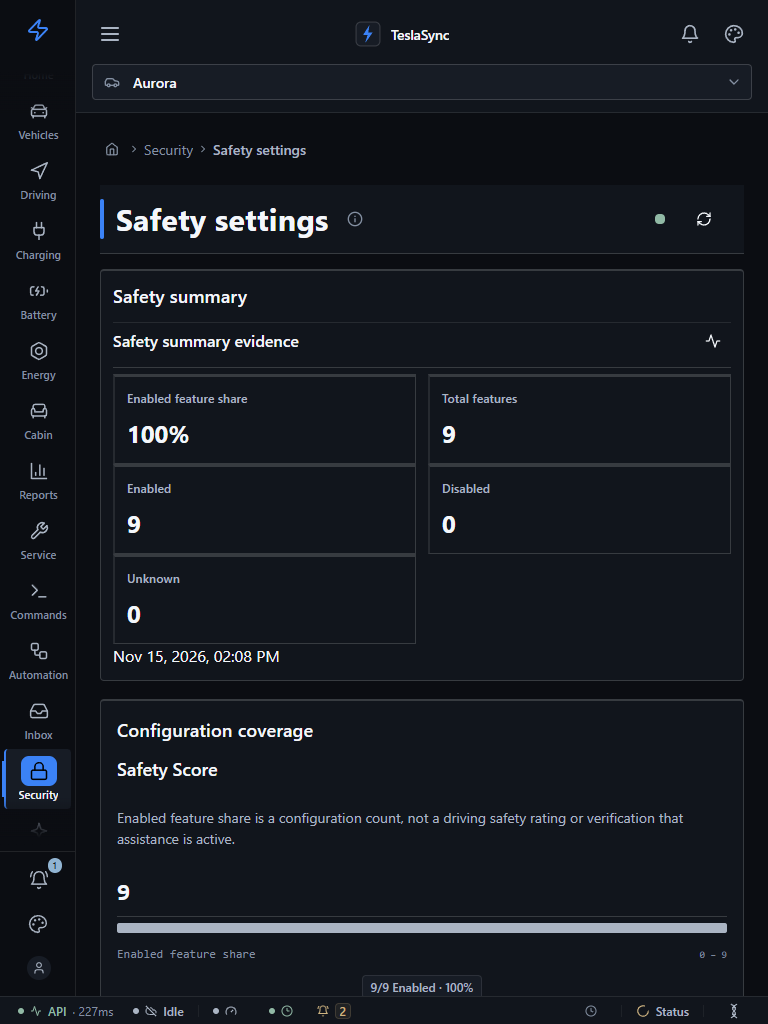 TeslaSync
Aurora
Home
Vehicles
Driving
Charging
Battery
Energy
Cabin
Reports
Service
Commands
Automation
Inbox
Security
1
Security
Safety settings
Safety settings
Safety summary
Safety summary evidence
Enabled feature share
100%
Total features
9
Enabled
9
Disabled
0
Unknown
0
Nov 15, 2026, 02:08 PM
Configuration coverage
Safety Score
Enabled feature share is a configuration count, not a driving safety rating or verification that
assistance is active.
9
Enabled feature share
0 – 9
9/9 Enabled · 100%
API · 227ms
Idle
2
Status